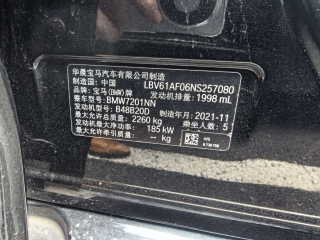 华晨宝马汽车有限公司制造
制造国: 中国 LBV61AF06NS257080
品牌: 宝马(BMW)牌 发动机排量: 1998 mL
整车型号: BMW7201NN
发动机型号: B48B20D 制造年月: 2021-11
最大允许总质量: 2260 kg 乘坐人数: 5
发动机最大净功率: 185 kW
最大允许牵引质量: -- kg